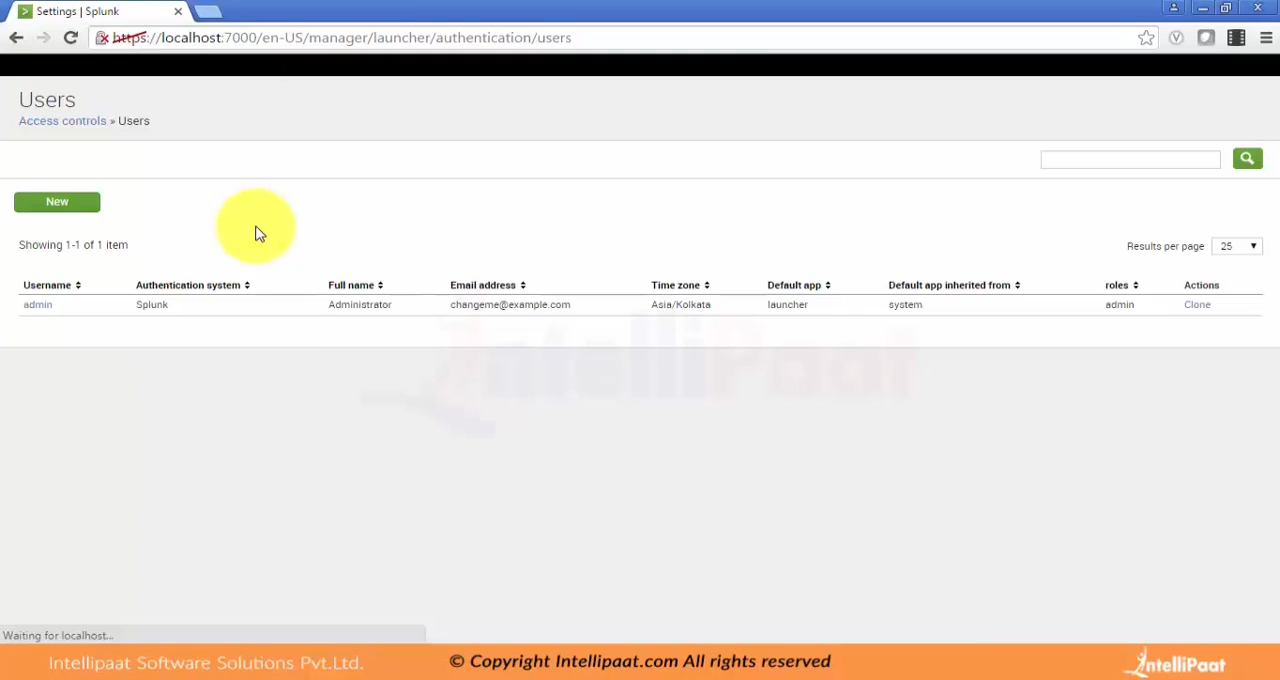 Settings | Splunk
https://localhost:7000/en-US/manager/launcher/authentication/users
Users
Access controls » Users
New
Showing 1-1 of 1 item
Results per page 25
Username Authentication system Full name Email address Time zone Default app Default app inherited from roles Actions
admin Splunk Administrator changeme@example.com Asia/Kolkata launcher system admin Clone
IntelliPaat
Waiting for localhost...
Intellipaat Software Solutions Pvt.Ltd. © Copyright Intellipaat.com All rights reserved IntelliPaat